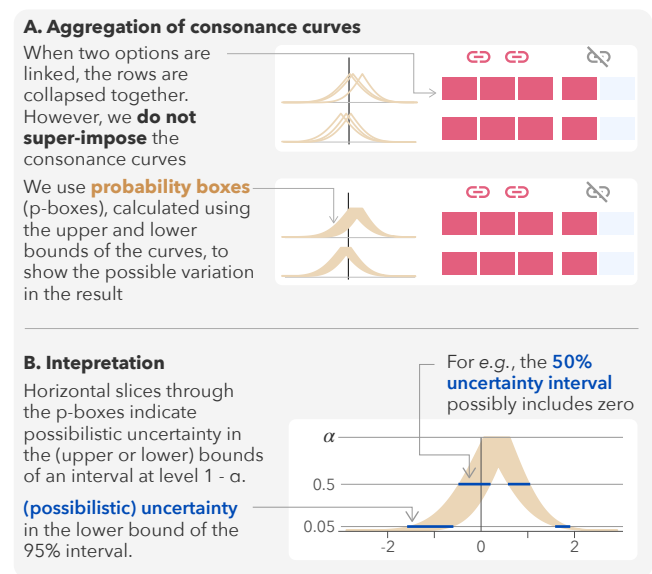 A. Aggregation of consonance curves
When two options are
linked, the rows are
collapsed together.
However, we do not
super-impose the
consonance curves
We use probability boxes
(p-boxes), calculated using
the upper and lower
bounds of the curves, to
show the possible variation
in the result
B. Intepretation
Horizontal slices through
the p-boxes indicate
possibilistic uncertainty in
the (upper or lower) bounds
of an interval at level 1 - α.
(possibilistic) uncertainty
in the lower bound of the
95% interval.
For e.g., the 50%
uncertainty interval
possibly includes zero
α
0.5
0.05
-2 0 2